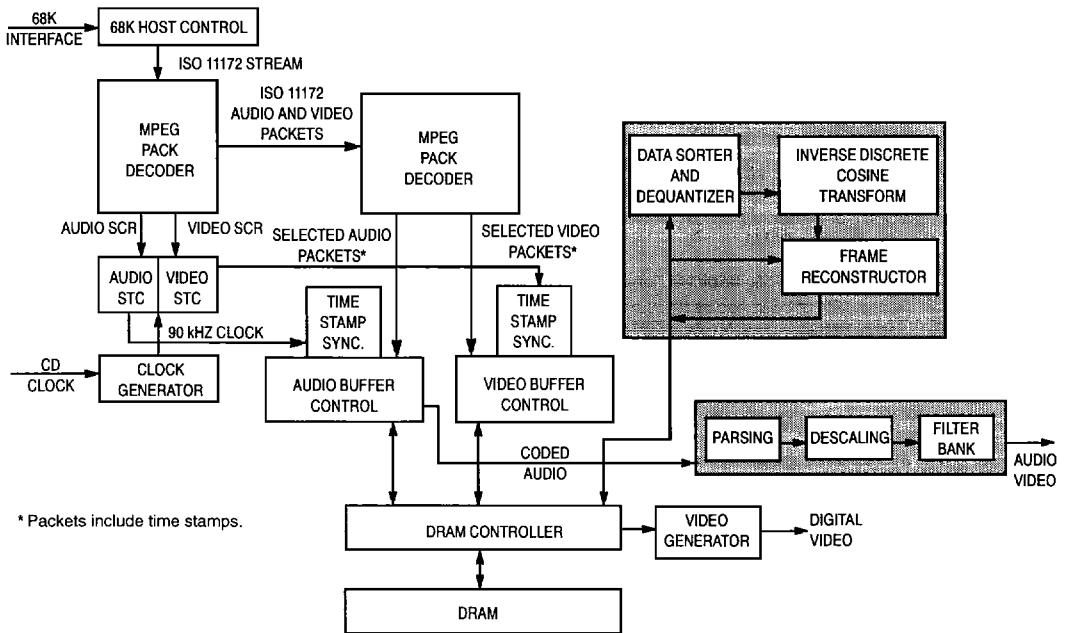 68K
INTERFACE
68K HOST CONTROL
ISO 11172 STREAM
MPEG
PACK
DECODER
ISO 11172
AUDIO AND VIDEO
PACKETS
MPEG
PACK
DECODER
DATA SORTER
AND
DEQUANTIZER
INVERSE DISCRETE
COSINE
TRANSFORM
FRAME
RECONSTRUCTOR
AUDIO SCR
VIDEO SCR
SELECTED AUDIO
PACKETS*
SELECTED VIDEO
PACKETS*
AUDIO
STC
VIDEO
STC
TIME
STAMP
SYNC.
TIME
STAMP
SYNC.
90 kHZ CLOCK
CD
CLOCK
CLOCK
GENERATOR
AUDIO BUFFER
CONTROL
VIDEO BUFFER
CONTROL
CODED
AUDIO
PARSING
DESCALING
FILTER
BANK
AUDIO
VIDEO
* Packets include time stamps.
DRAM CONTROLLER
VIDEO
GENERATOR
DIGITAL
VIDEO
DRAM